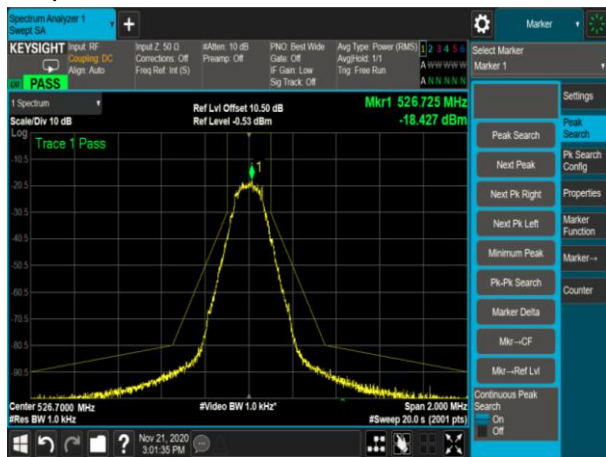 Spectrum Analyzer 1
Swept SA
+
Marker
KEYSIGHT
Input: RF
Coupling: DC
Align: Auto
Input Z: 50 Ω
Corrections: Off
Freq Ref: Int (S)
#Atten: 10 dB
Preamp: Off
PNO: Best Wide
Gate: Off
IF Gain: Low
Sig Track: Off
Avg Type: Power (RMS)
Avg|Hold: 1/1
Trig: Free Run
1 2 3 4 5 6
A W W W W W
A N N N N N
PASS
Select Marker
Marker 1
1 Spectrum
Scale/Div 10 dB
Ref Lvl Offset 10.50 dB
Ref Level -0.53 dBm
Mkr1 526.725 MHz
-18.427 dBm
Log
Trace 1 Pass
1
-10.5
-20.5
-30.5
-40.5
-50.5
-60.5
-70.5
-80.5
-90.5
Center 526.7000 MHz
#Res BW 1.0 kHz
#Video BW 1.0 kHz*
Span 2.000 MHz
#Sweep 20.0 s (2001 pts)
Peak Search
Next Peak
Next Pk Right
Next Pk Left
Minimum Peak
Pk-Pk Search
Marker Delta
Mkr→CF
Mkr→Ref Lvl
Continuous Peak
Search
On
Off
Settings
Peak
Search
Pk Search
Config
Properties
Marker
Function
Marker→
Counter
?
Nov 21, 2020
3:01:35 PM